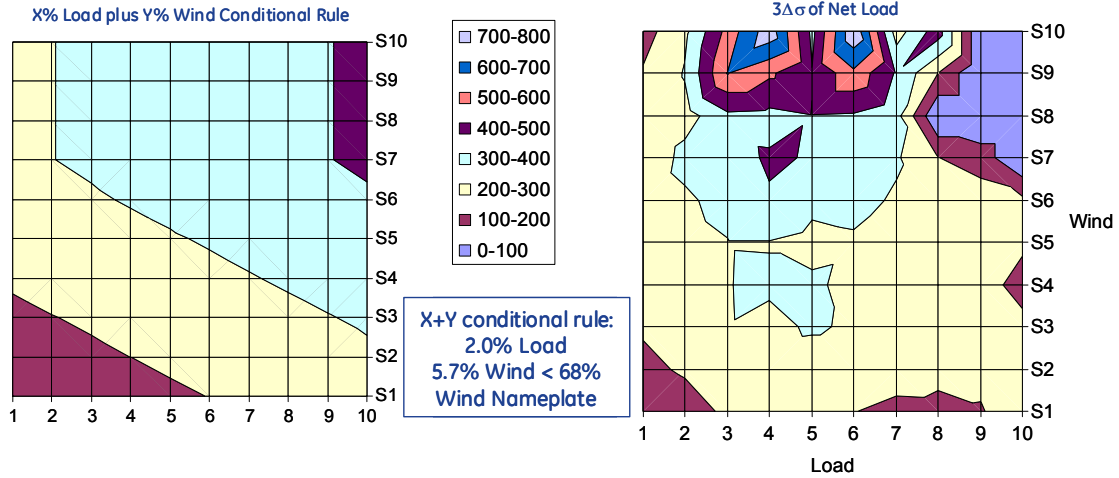 X% Load plus Y% Wind Conditional Rule
S10
S9
S8
S7
S6
S5
S4
S3
S2
S1
1 2 3 4 5 6 7 8 9 10
700-800
600-700
500-600
400-500
300-400
200-300
100-200
0-100
X+Y conditional rule:
2.0% Load
5.7% Wind < 68%
Wind Nameplate
3Δσ of Net Load
S10
S9
S8
S7
S6
S5
S4
S3
S2
S1
Wind
1 2 3 4 5 6 7 8 9 10
Load